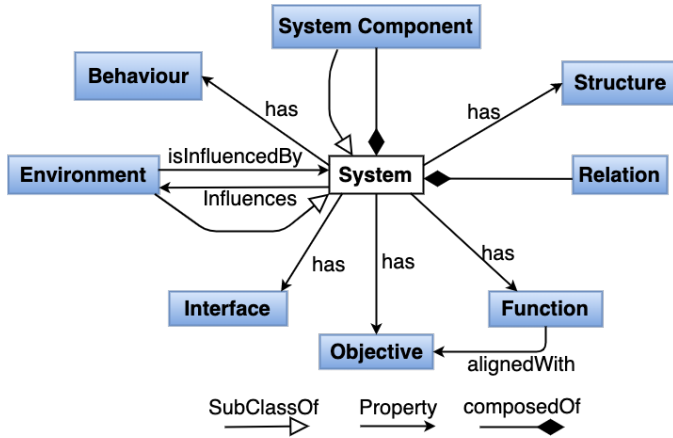 System Component
Behaviour
Structure
has
has
isInfluencedBy
Environment
System
Relation
Influences
has
has
has
Interface
Function
Objective
alignedWith
SubClassOf
Property
composedOf